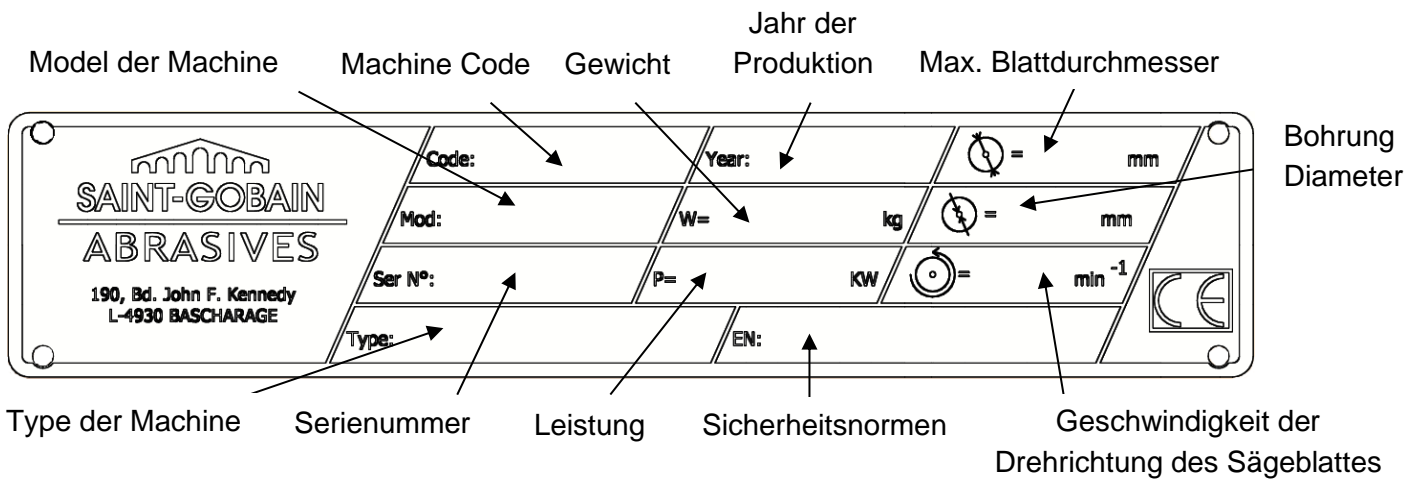 Jahr der
Produktion
Model der Machine
Machine Code
Gewicht
Max. Blattdurchmesser
Bohrung
Diameter
SAINT-GOBAIN
ABRASIVES
190, Bd. John F. Kennedy
L-4930 BASCHARAGE
Code:
Year:
= mm
Mod:
W= kg
= mm
Ser Nº:
P= KW
= min -1
Type:
EN:
CE
Type der Machine
Serienummer
Leistung
Sicherheitsnormen
Geschwindigkeit der
Drehrichtung des Sägeblattes